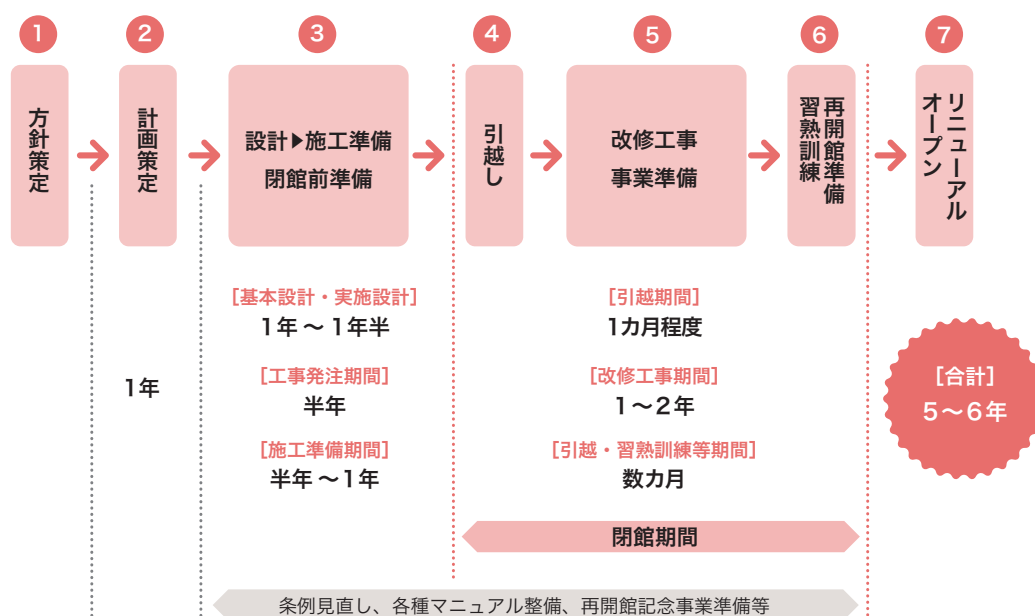 1
2
3
4
5
6
7
方針策定
計画策定
設計▶施工準備
閉館前準備
引越し
改修工事
事業準備
再開館準備
習熟訓練
リニューアル
オープン
1年
［基本設計・実施設計］
1年 〜 1年半
［工事発注期間］
半年
［施工準備期間］
半年 〜 1年
［引越期間］
1カ月程度
［改修工事期間］
1〜2年
［引越・習熟訓練等期間］
数カ月
［合計］
5〜6年
閉館期間
条例見直し、各種マニュアル整備、再開館記念事業準備等